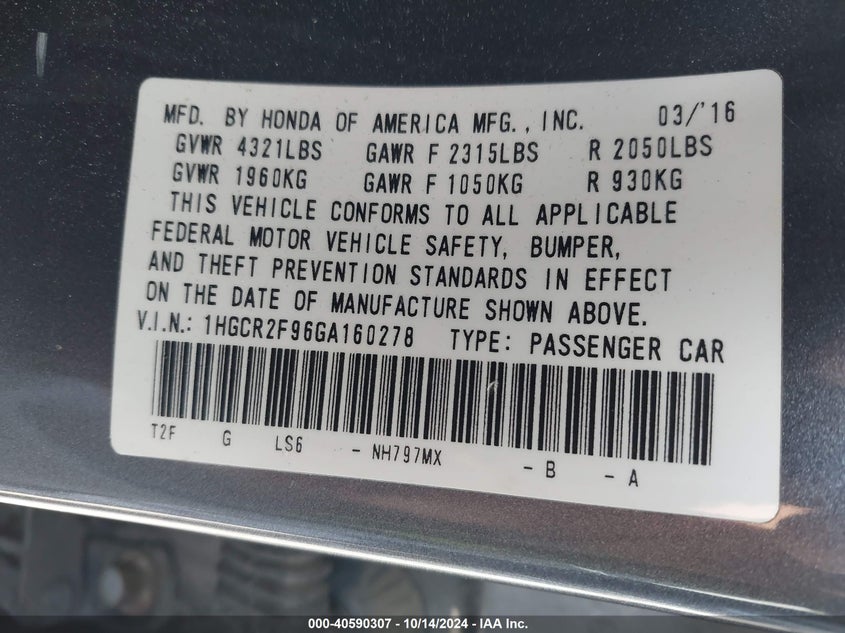 MFD. BY HONDA OF AMERICA MFG., INC. 03/'16
GVWR 4321LBS GAWR F 2315LBS R 2050LBS
GVWR 1960KG GAWR F 1050KG R 930KG
THIS VEHICLE CONFORMS TO ALL APPLICABLE
FEDERAL MOTOR VEHICLE SAFETY, BUMPER,
AND THEFT PREVENTION STANDARDS IN EFFECT
ON THE DATE OF MANUFACTURE SHOWN ABOVE.
V.I.N.: 1HGCR2F96GA160278 TYPE: PASSENGER CAR
T2F G LS6 - NH797MX - B - A
000-40590307 - 10/14/2024 - IAA Inc.